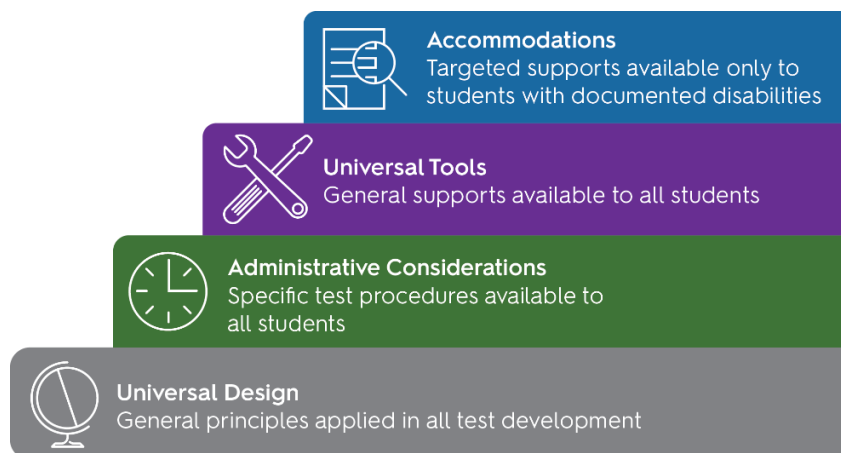 Accommodations
Targeted supports available only to
students with documented disabilities
Universal Tools
General supports available to all students
Administrative Considerations
Specific test procedures available to
all students
Universal Design
General principles applied in all test development